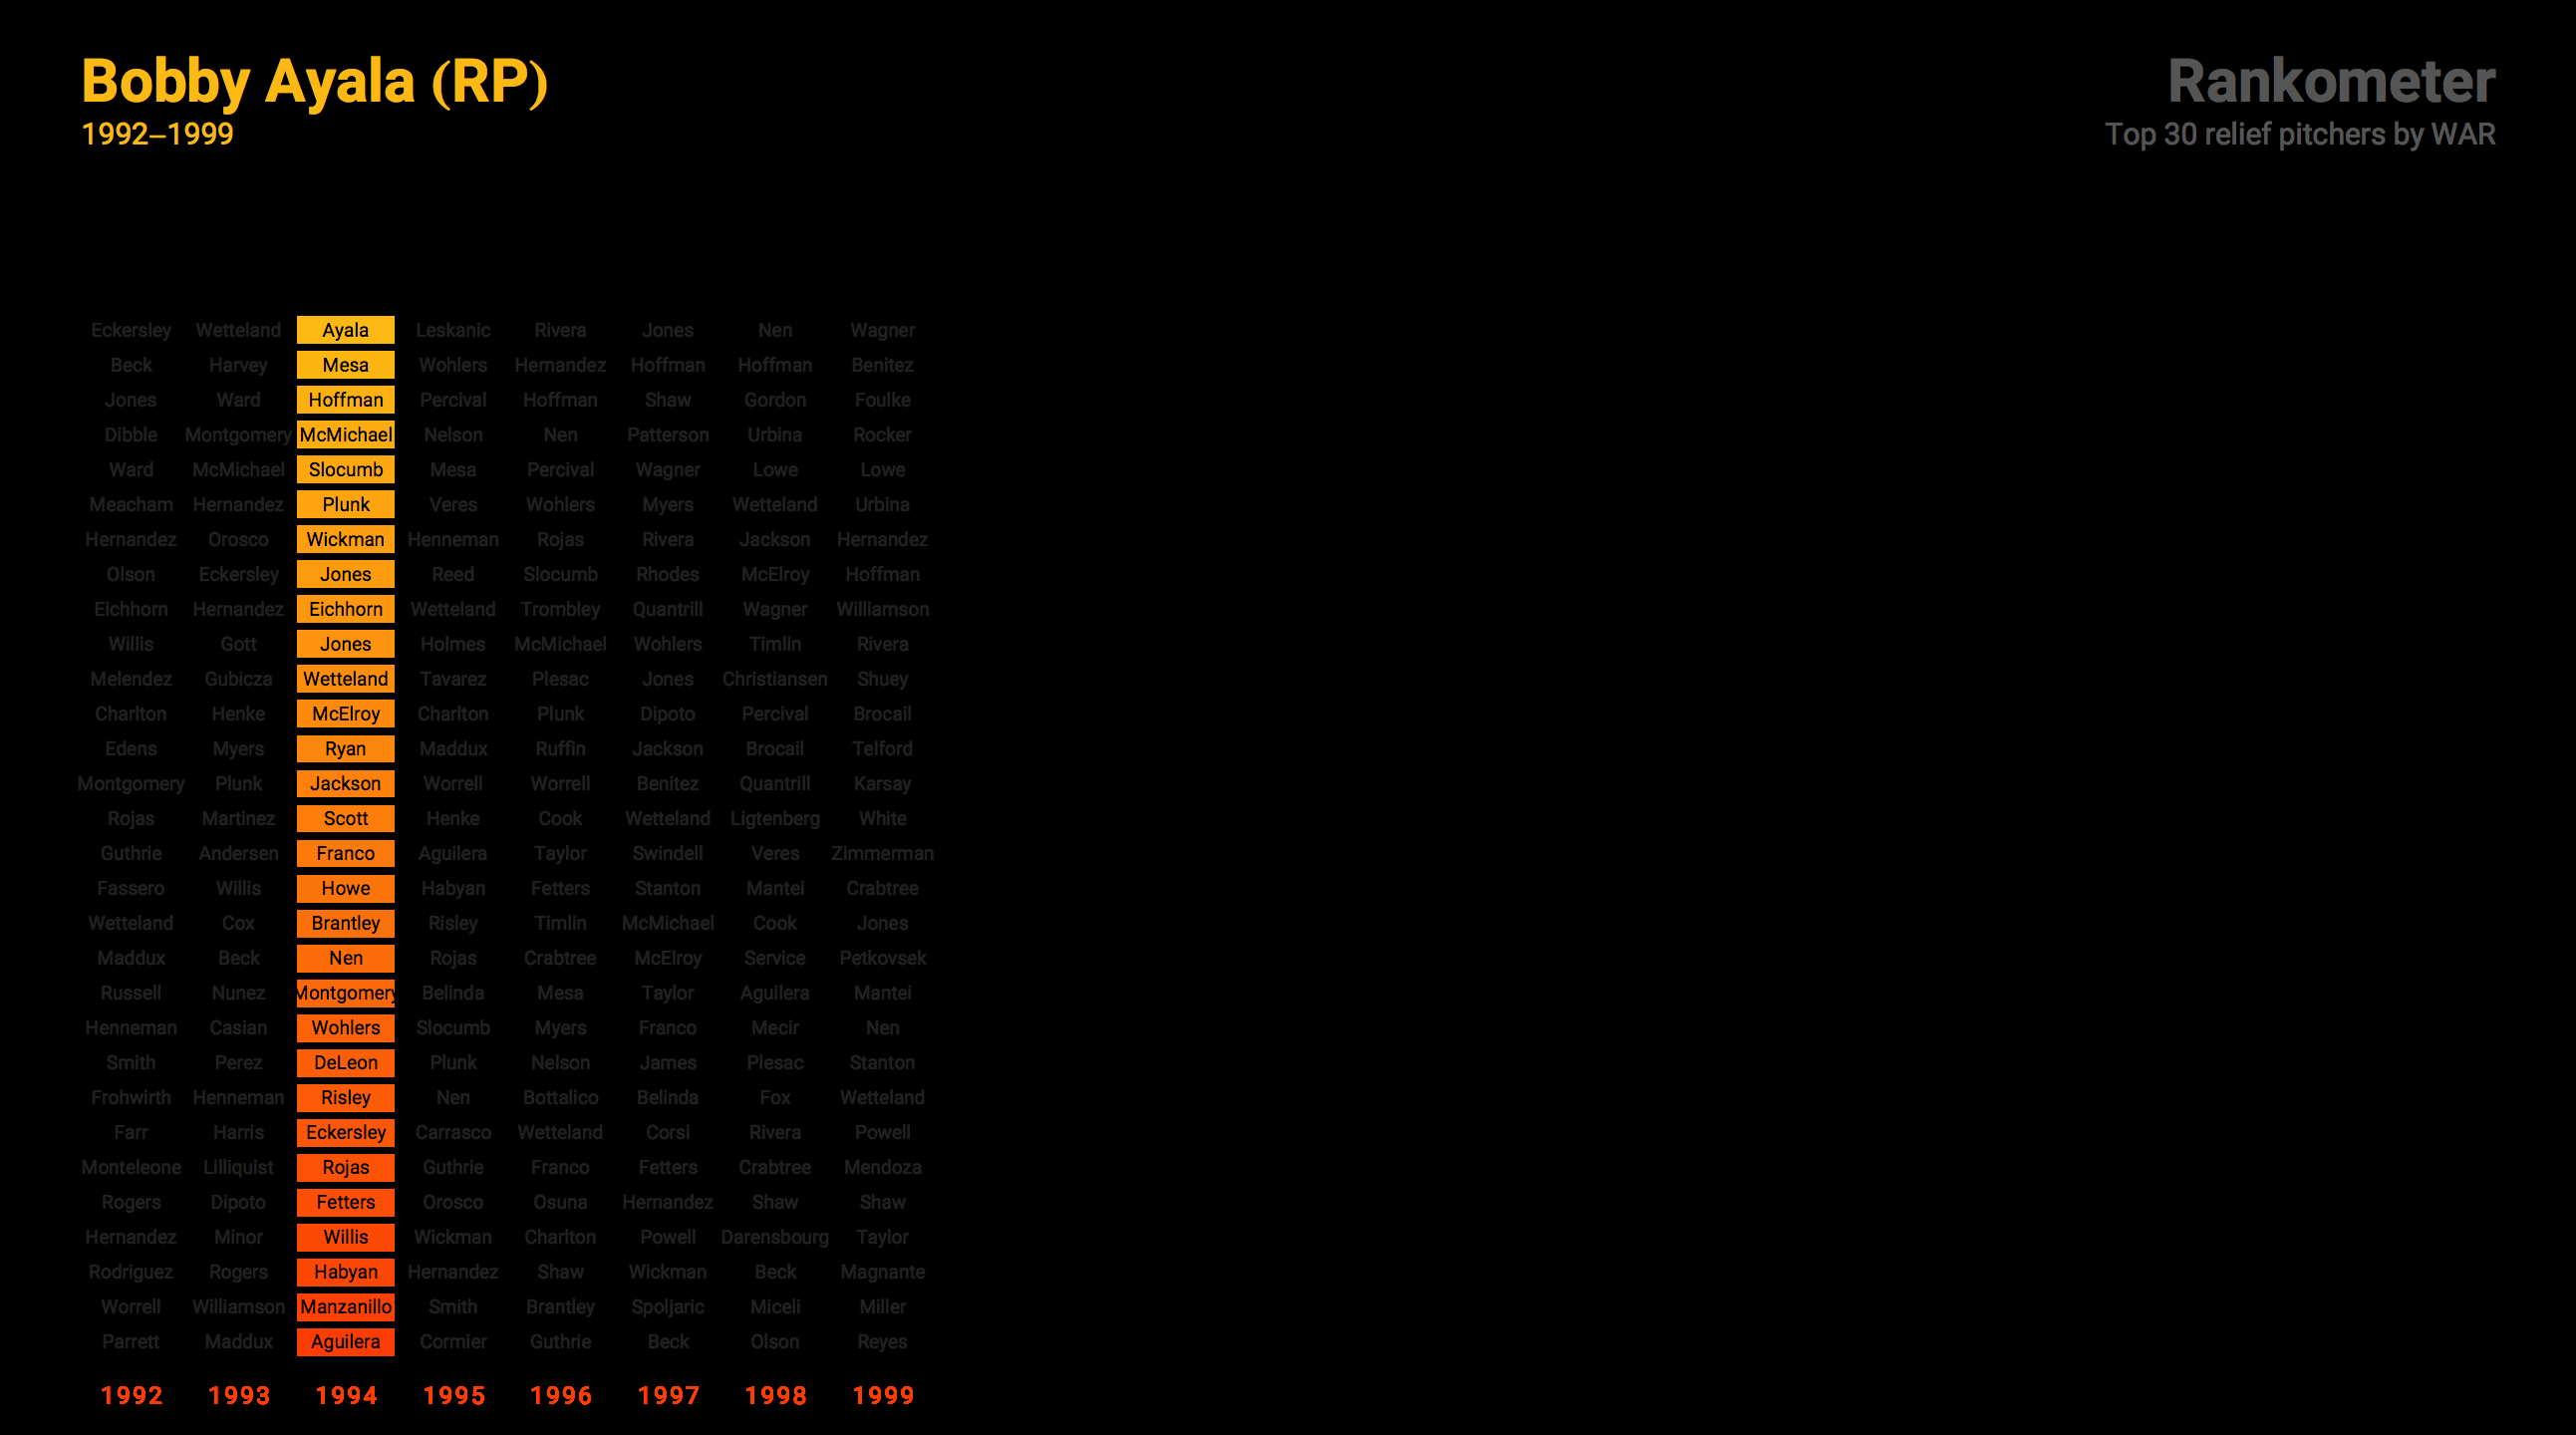 Bobby Ayala (RP)
1992–1999
Rankometer
Top 30 relief pitchers by WAR
Eckersley Wetteland Ayala Leskanic Rivera Jones Nen Wagner
Beck Harvey Mesa Wohlers Hernandez Hoffman Hoffman Benitez
Jones Ward Hoffman Percival Hoffman Shaw Gordon Foulke
Dibble Montgomery McMichael Nelson Nen Patterson Urbina Rocker
Ward McMichael Slocumb Mesa Percival Wagner Lowe Lowe
Meacham Hernandez Plunk Veres Wohlers Myers Wetteland Urbina
Hernandez Orosco Wickman Henneman Rojas Rivera Jackson Hernandez
Olson Eckersley Jones Reed Slocumb Rhodes McElroy Hoffman
Eichhorn Hernandez Eichhorn Wetteland Trombley Quantrill Wagner Williamson
Willis Gott Jones Holmes McMichael Wohlers Timlin Rivera
Melendez Gubicza Wetteland Tavarez Plesac Jones Christiansen Shuey
Charlton Henke McElroy Charlton Plunk Dipoto Percival Brocail
Edens Myers Ryan Maddux Ruffin Jackson Brocail Telford
Montgomery Plunk Jackson Worrell Worrell Benitez Quantrill Karsay
Rojas Martinez Scott Henke Cook Wetteland Ligtenberg White
Guthrie Andersen Franco Aguilera Taylor Swindell Veres Zimmerman
Fassero Willis Howe Habyan Fetters Stanton Mantei Crabtree
Wetteland Cox Brantley Risley Timlin McMichael Cook Jones
Maddux Beck Nen Rojas Crabtree McElroy Service Petkovsek
Russell Nunez Montgomery Belinda Mesa Taylor Aguilera Mantei
Henneman Casian Wohlers Slocumb Myers Franco Mecir Nen
Smith Perez DeLeon Plunk Nelson James Plesac Stanton
Frohwirth Henneman Risley Nen Bottalico Belinda Fox Wetteland
Farr Harris Eckersley Carrasco Wetteland Corsi Rivera Powell
Monteleone Lilliquist Rojas Guthrie Franco Fetters Crabtree Mendoza
Rogers Dipoto Fetters Orosco Osuna Hernandez Shaw Shaw
Hernandez Minor Willis Wickman Charlton Powell Darensbourg Taylor
Rodriguez Rogers Habyan Hernandez Shaw Wickman Beck Magnante
Worrell Williamson Manzanillo Smith Brantley Spoljaric Miceli Miller
Parrett Maddux Aguilera Cormier Guthrie Beck Olson Reyes
1992 1993 1994 1995 1996 1997 1998 1999